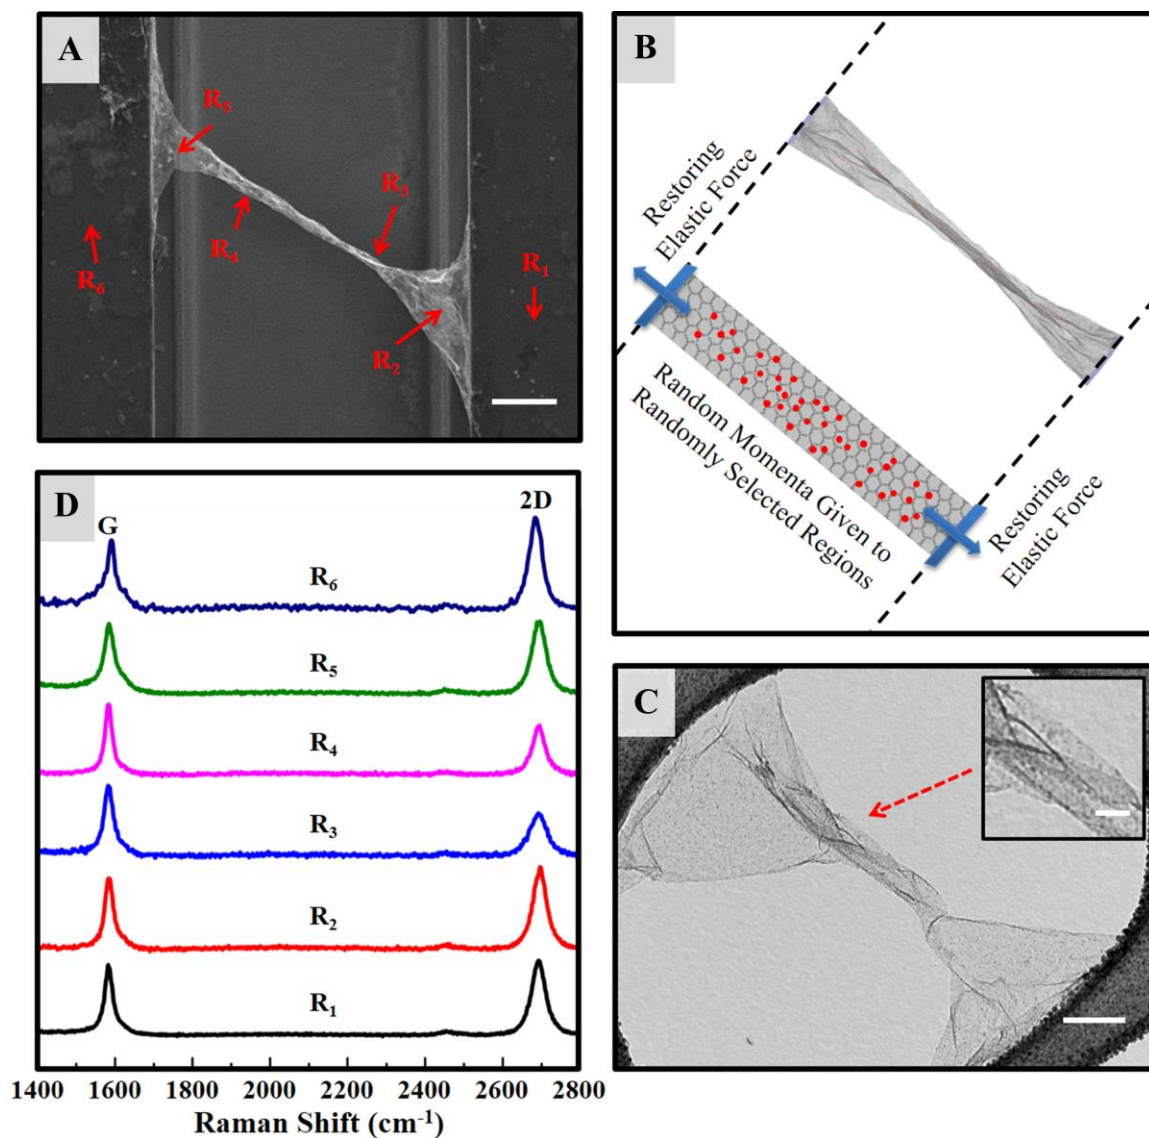 A
R₅
R₃
R₄
R₁
R₆
R₂
B
Restoring
Elastic Force
Random Momenta Given to
Randomly Selected Regions
Restoring
Elastic Force
C
D
G
2D
R₆
R₅
R₄
R₃
R₂
R₁
1400 1600 1800 2000 2200 2400 2600 2800
Raman Shift (cm⁻¹)